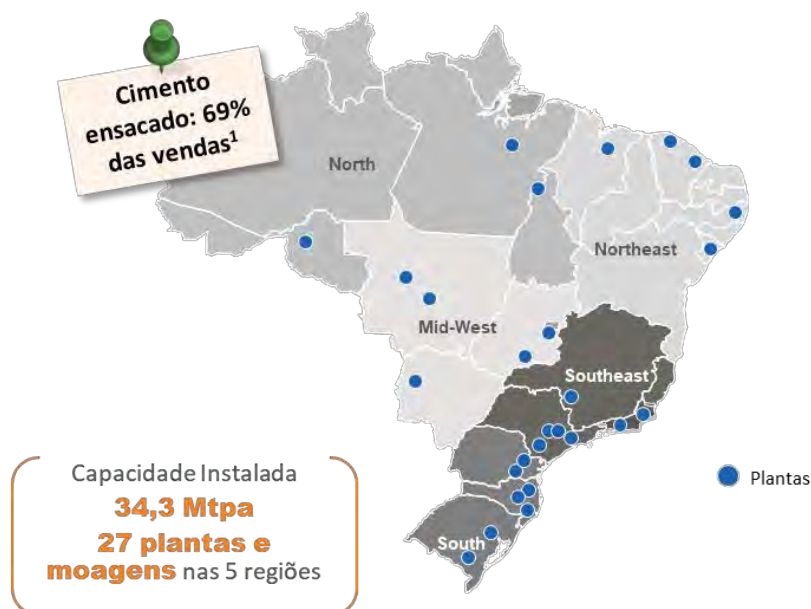 Cimento
ensacado: 69%
das vendas¹
North
Northeast
Mid-West
Southeast
South
Capacidade Instalada
34,3 Mtpa
27 plantas e
moagens nas 5 regiões
Plantas